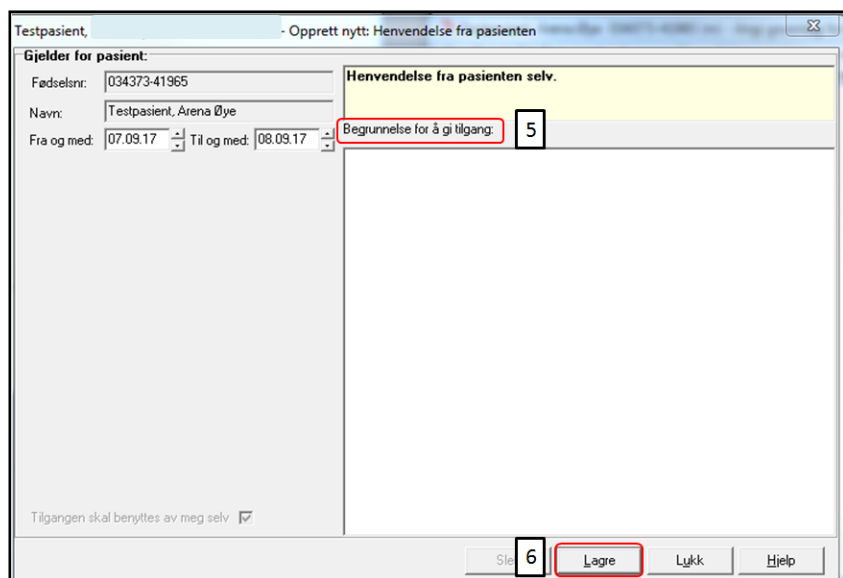 Testpasient, - Opprett nytt: Henvendelse fra pasienten
Gjelder for pasient:
Fødselsnr: 034373-41965
Navn: Testpasient, Arena Øye
Fra og med: 07.09.17 Til og med: 08.09.17
Henvendelse fra pasienten selv.
Begrunnelse for å gi tilgang: 5
Tilgangen skal benyttes av meg selv
6 Lagre Lukk Hjelp